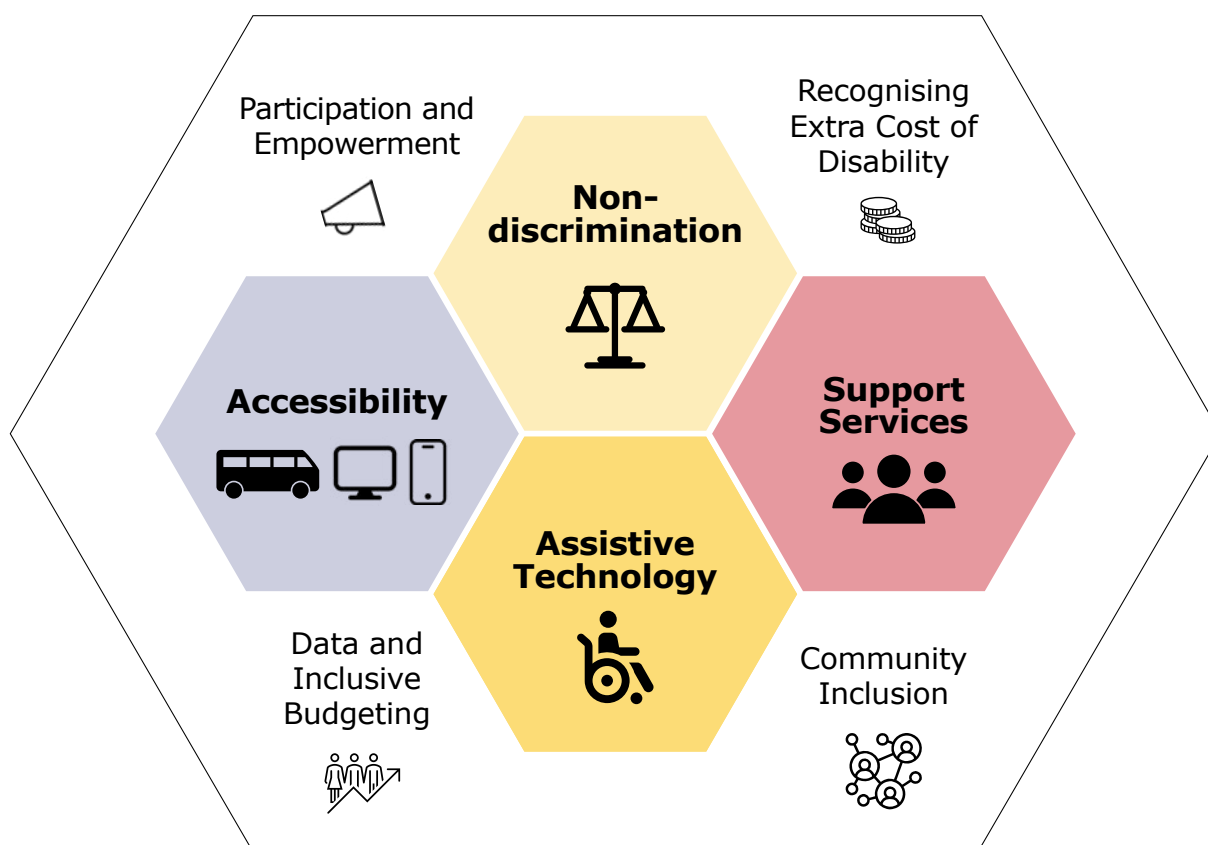 Participation and
Empowerment
Recognising
Extra Cost of
Disability
Non-
discrimination
Accessibility
Support
Services
Assistive
Technology
Data and
Inclusive
Budgeting
Community
Inclusion